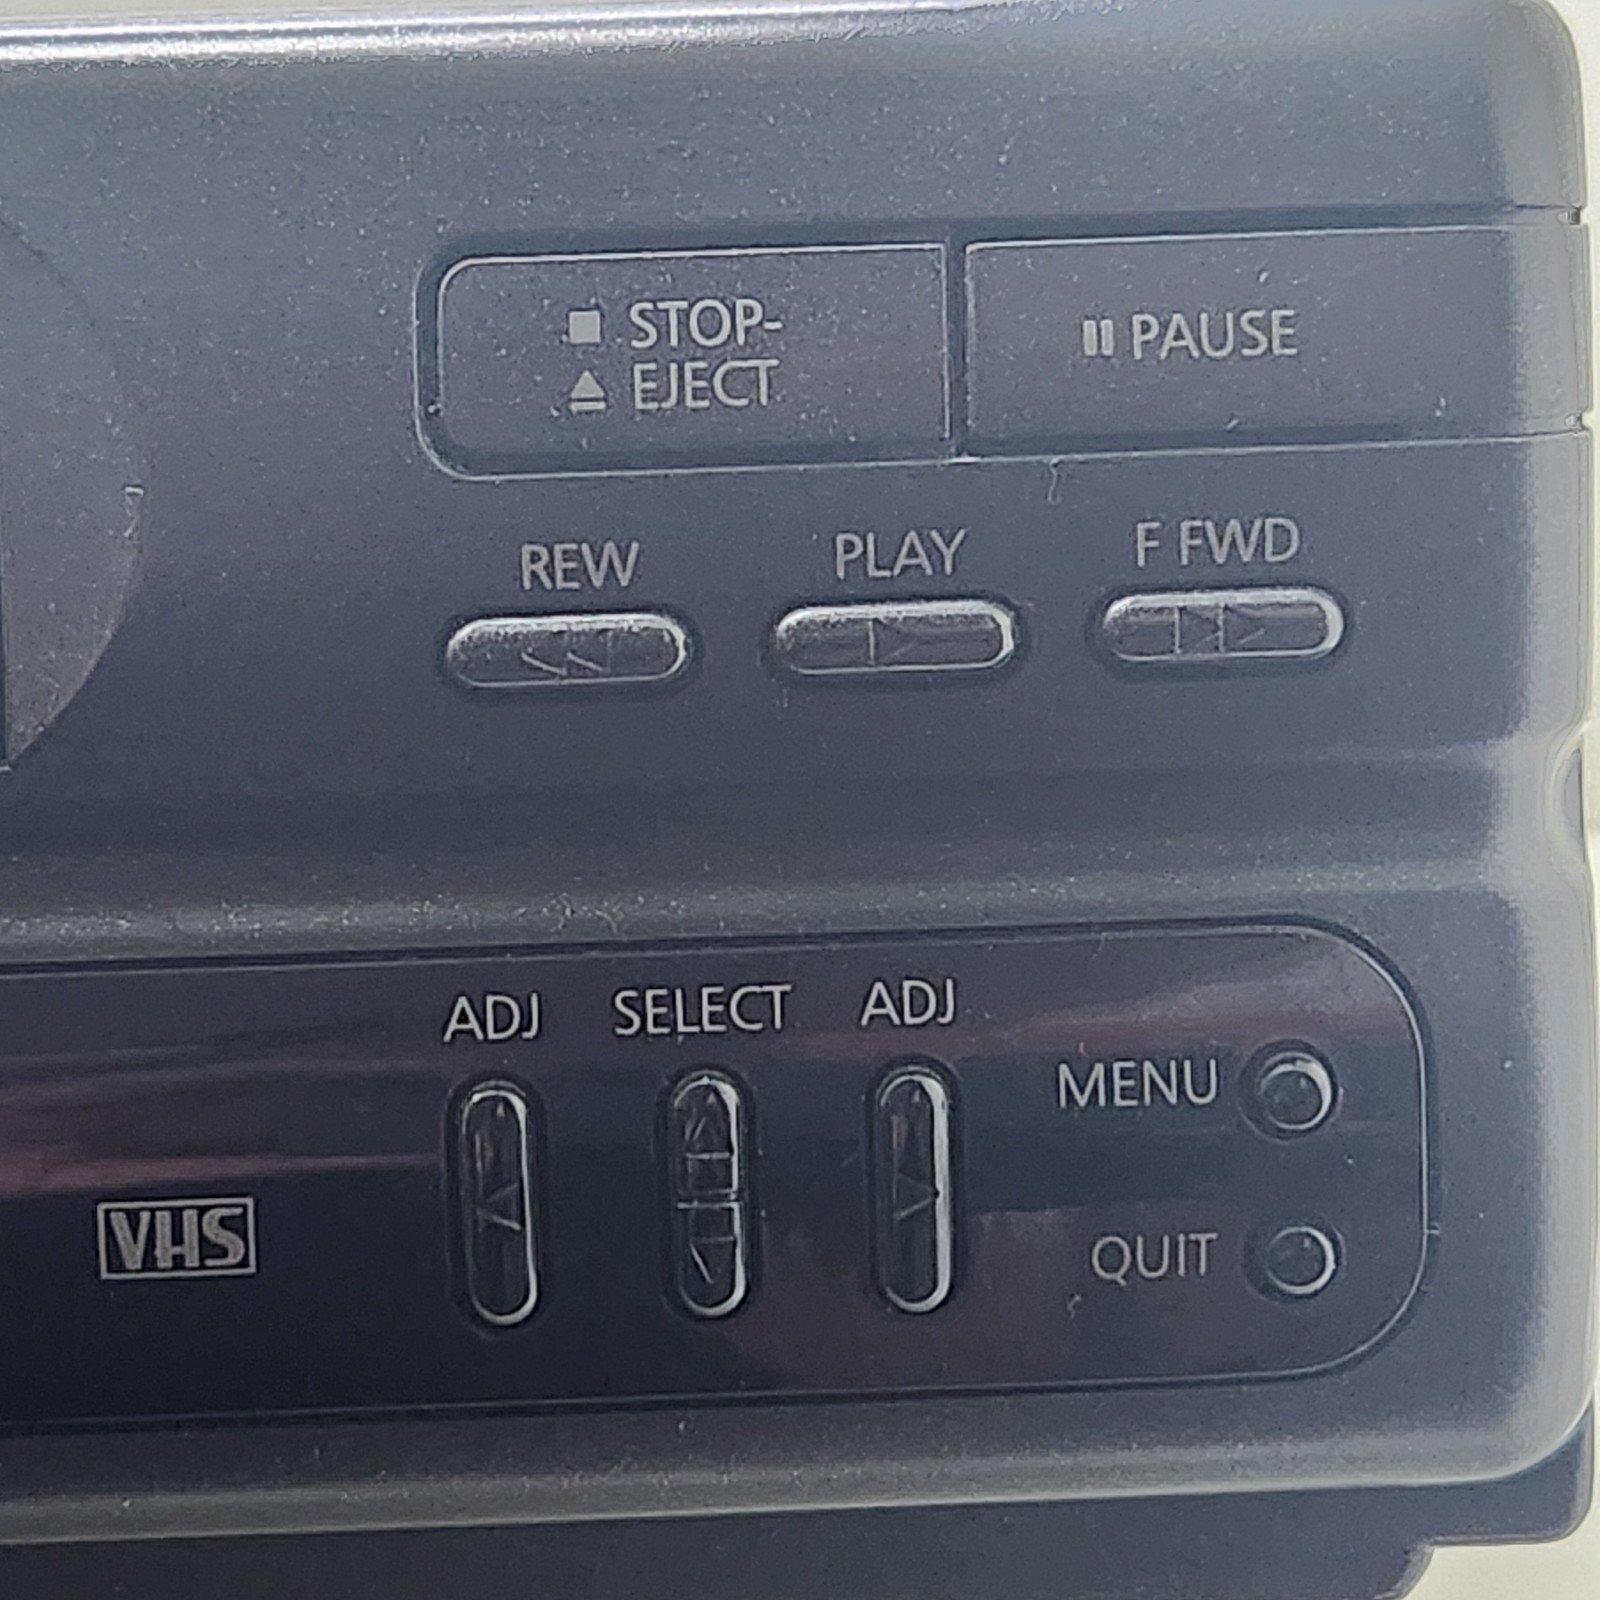 STOP-
EJECT
PAUSE
REW
PLAY
F FWD
ADJ
SELECT
ADJ
MENU
QUIT
VHS